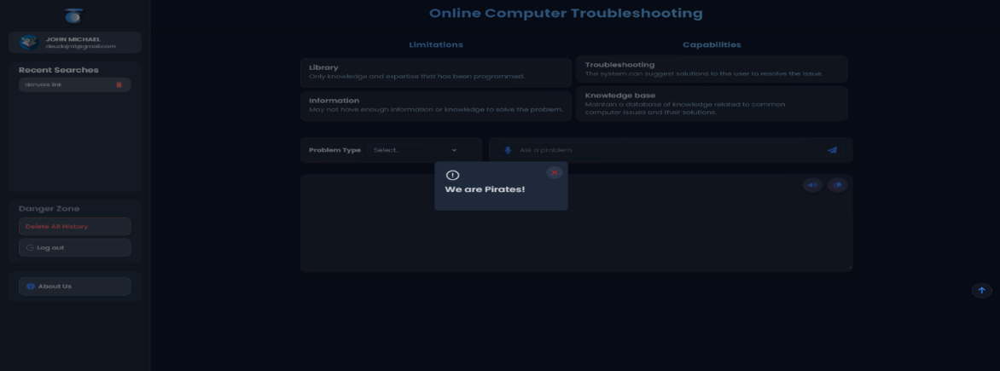 Online Computer Troubleshooting
JOHN MICHAEL
Recent Searches
danvers link
Danger Zone
Delete All History
Log out
About Us
Limitations
Library
Only knowledge and expertise that has been programmed.
Information
May not have enough information or knowledge to solve the problem.
Capabilities
Troubleshooting
The system can suggest solutions to the user to resolve the issue.
Knowledge base
Maintain a database of knowledge related to common
computer issues and their solutions.
Problem Type
Select..
Ask a problem..
We are Pirates!